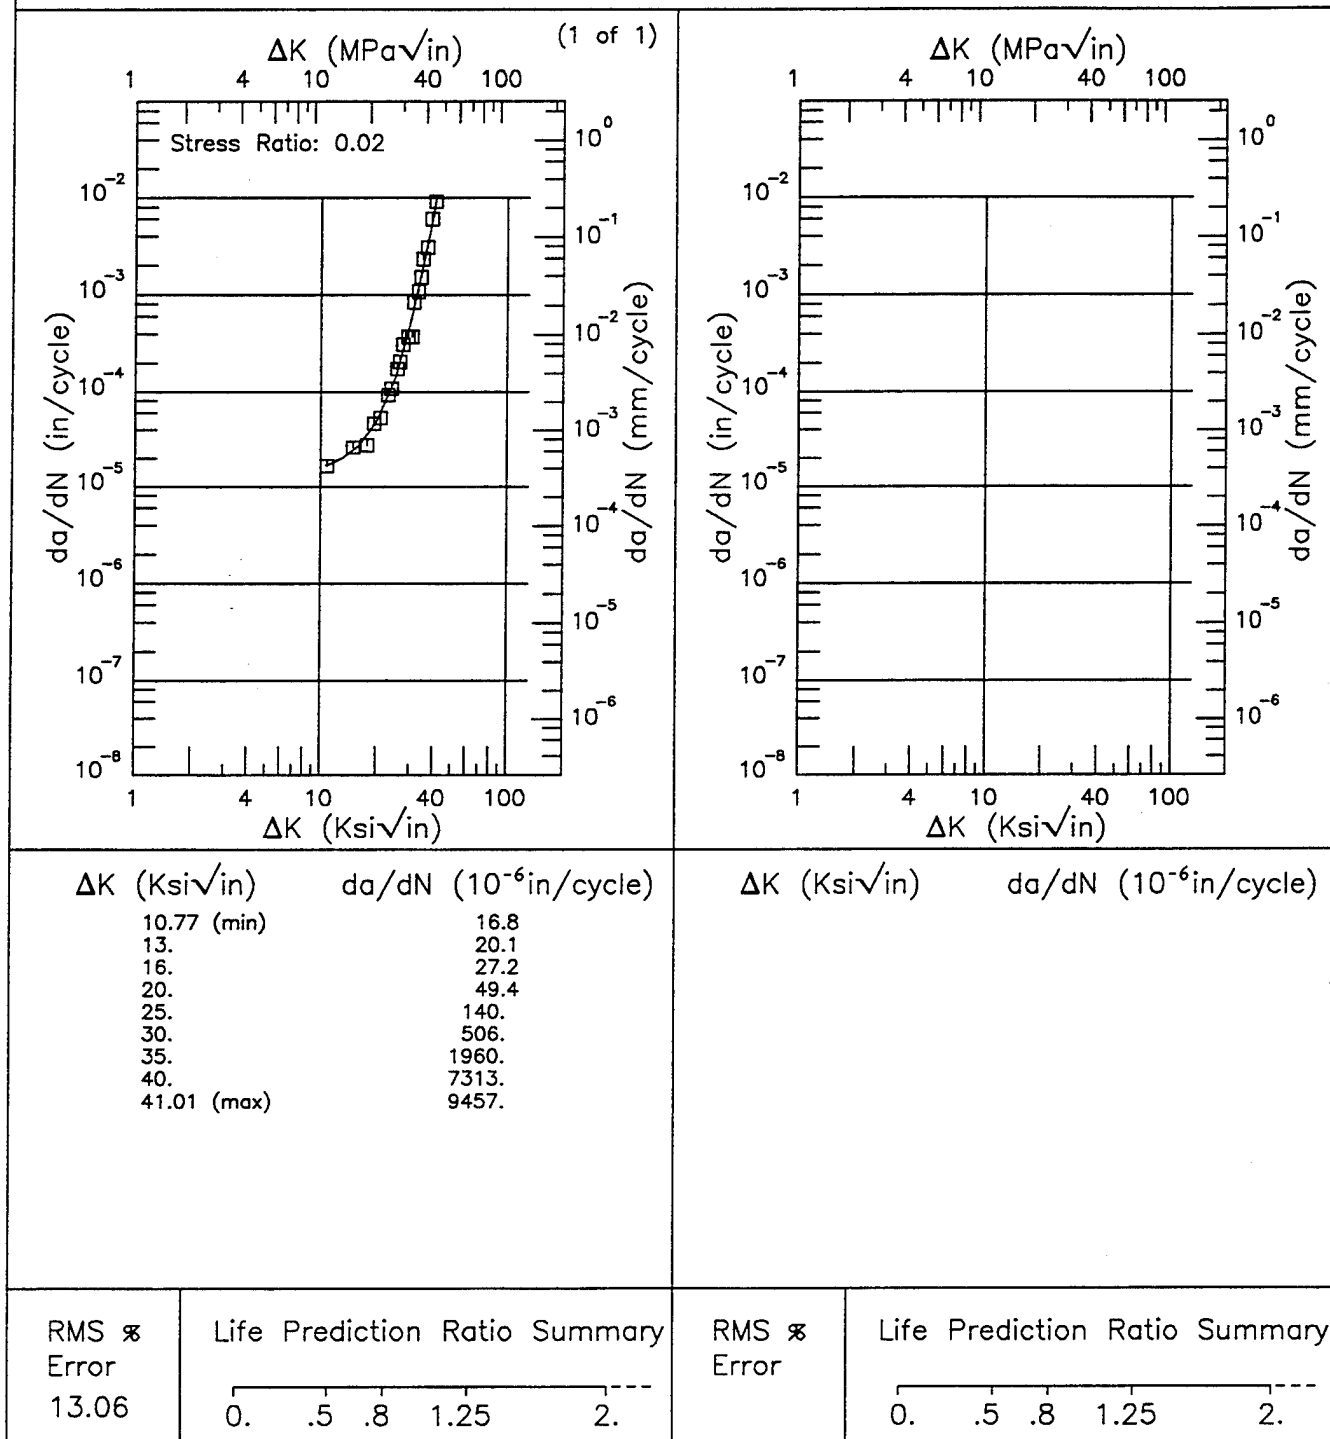 (1 of 1)
ΔK (MPa√in)
1 4 10 40 100
Stress Ratio: 0.02
10⁰
10⁻²
10⁻¹
10⁻³
10⁻²
10⁻⁴
10⁻³
10⁻⁵
10⁻⁴
10⁻⁶
10⁻⁵
10⁻⁷
10⁻⁶
10⁻⁸
da/dN (in/cycle)
da/dN (mm/cycle)
1 4 10 40 100
ΔK (Ksi√in)
ΔK (MPa√in)
1 4 10 40 100
10⁰
10⁻²
10⁻¹
10⁻³
10⁻²
10⁻⁴
10⁻³
10⁻⁵
10⁻⁴
10⁻⁶
10⁻⁵
10⁻⁷
10⁻⁶
10⁻⁸
da/dN (in/cycle)
da/dN (mm/cycle)
1 4 10 40 100
ΔK (Ksi√in)
ΔK (Ksi√in) da/dN (10⁻⁶in/cycle)
10.77 (min) 16.8
13. 20.1
16. 27.2
20. 49.4
25. 140.
30. 506.
35. 1960.
40. 7313.
41.01 (max) 9457.
ΔK (Ksi√in) da/dN (10⁻⁶in/cycle)
RMS %
Error
13.06
Life Prediction Ratio Summary
0. .5 .8 1.25 2.
RMS %
Error
Life Prediction Ratio Summary
0. .5 .8 1.25 2.